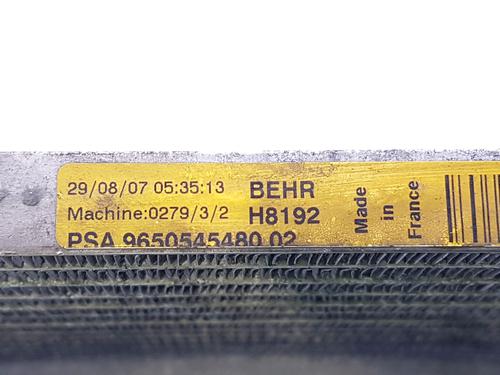 29/08/07 05:35:13 BEHR
Machine:0279/3/2 H8192
PSA 9650545480 02
Made
in
France